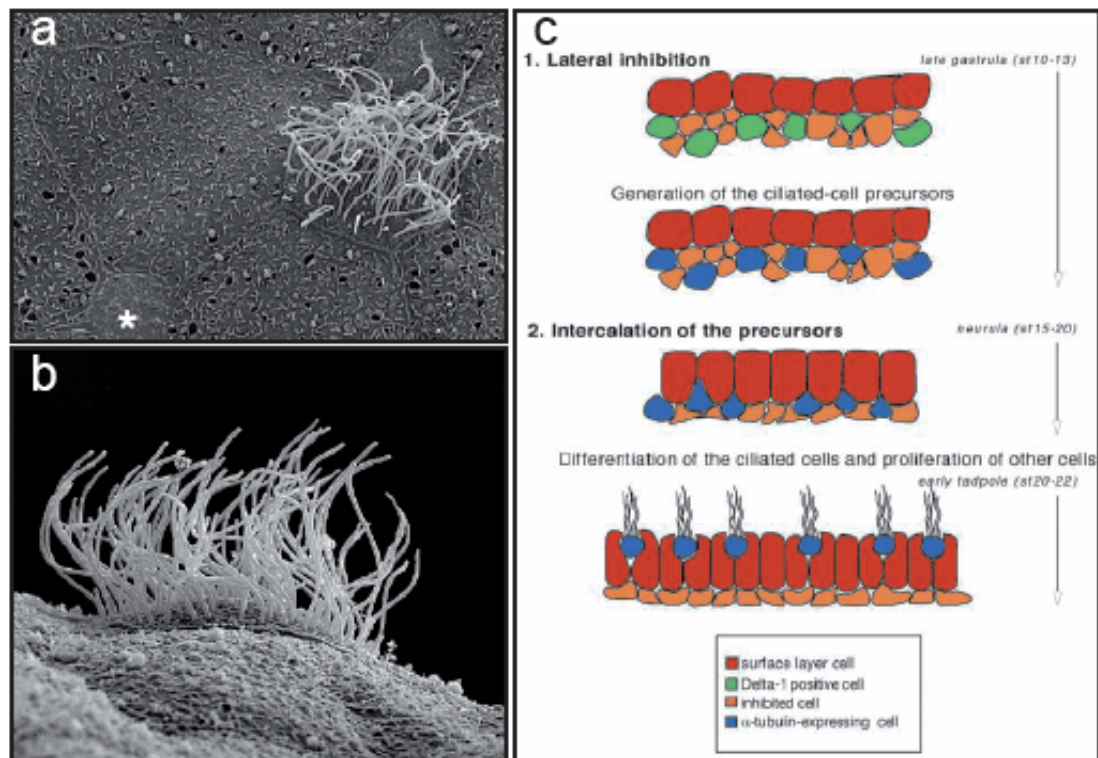 a
b
c
1. Lateral inhibition
late gastrula (st10-13)
Generation of the ciliated-cell precursors
2. Intercalation of the precursors
neurula (st15-20)
Differentiation of the ciliated cells and proliferation of other cells
early tadpole (st20-22)
surface layer cell
Delta-1 positive cell
inhibited cell
α-tubulin-expressing cell
*